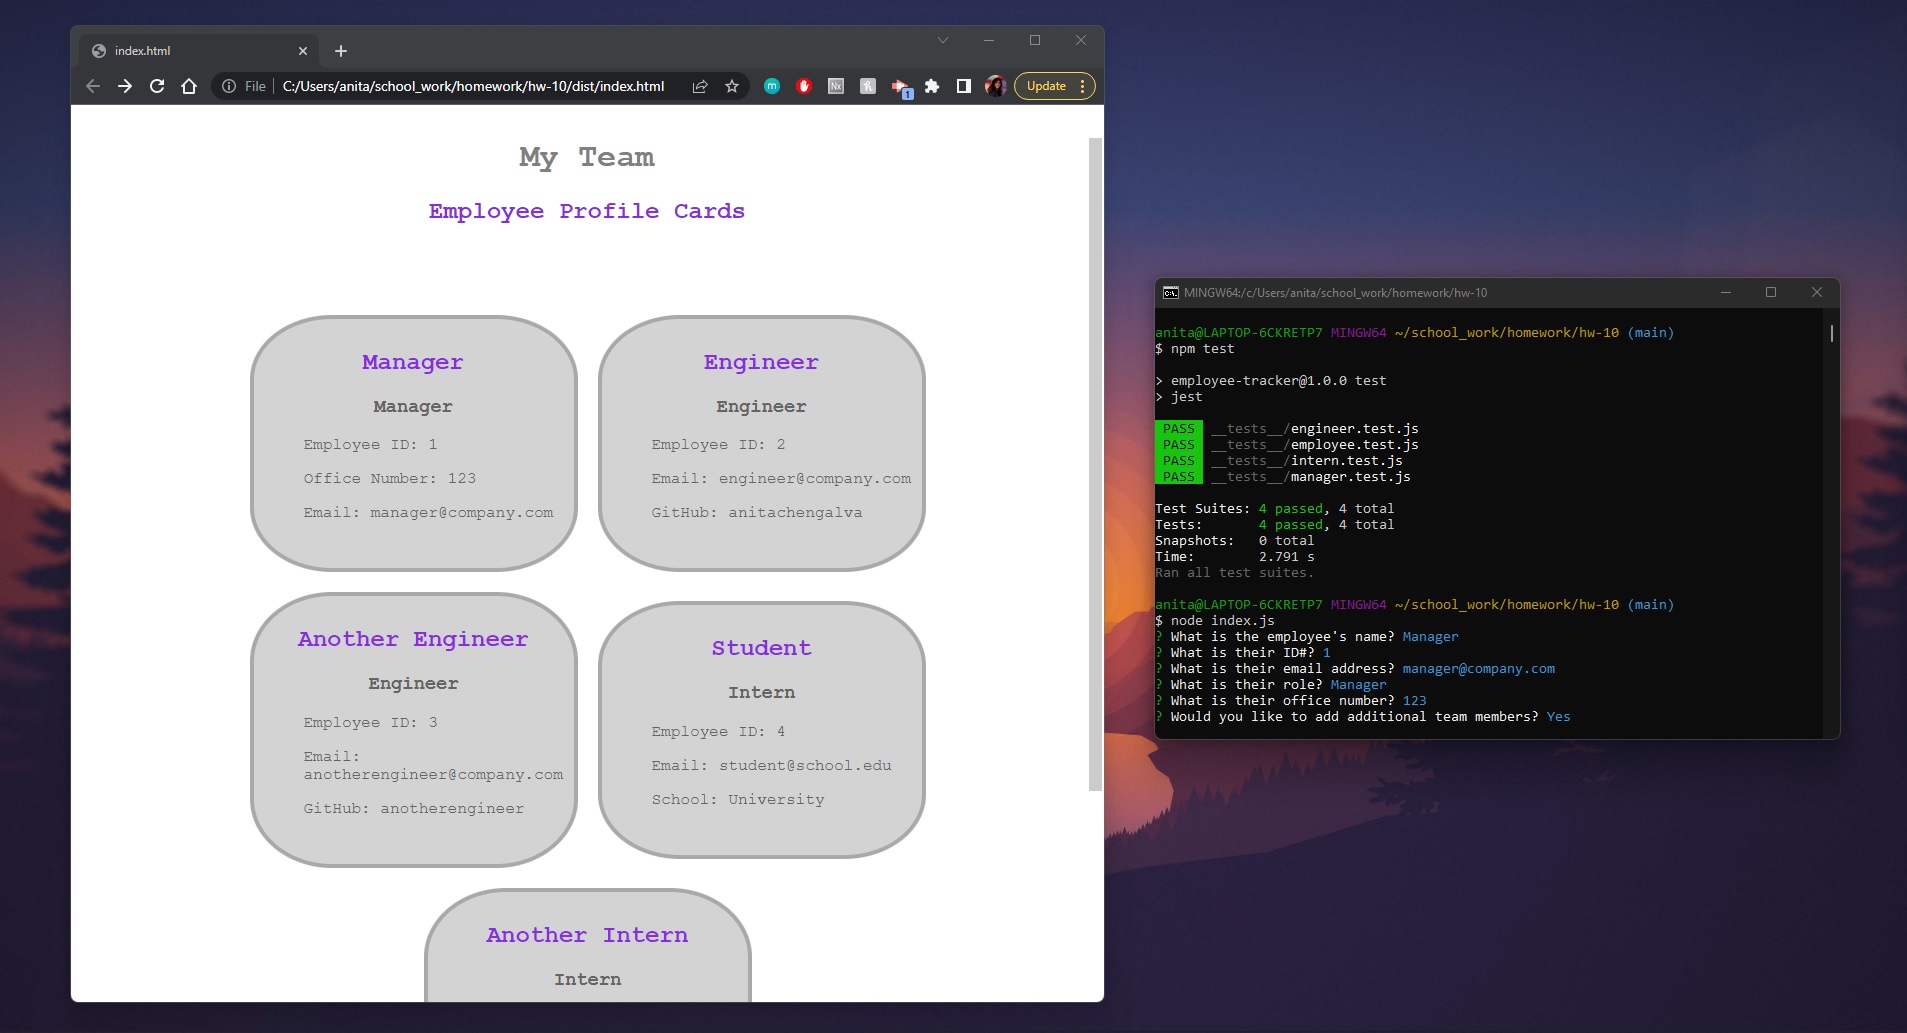 index.html
File
C:/Users/anita/school_work/homework/hw-10/dist/index.html
m
Nx
1
Update
My Team
Employee Profile Cards
Manager
Manager
Employee ID: 1
Office Number: 123
Email: manager@company.com
Engineer
Engineer
Employee ID: 2
Email: engineer@company.com
GitHub: anitachengalva
Another Engineer
Engineer
Employee ID: 3
Email:
anotherengineer@company.com
GitHub: anotherengineer
Student
Intern
Employee ID: 4
Email: student@school.edu
School: University
Another Intern
Intern
C:\.
MINGW64:/c/Users/anita/school_work/homework/hw-10
anita@LAPTOP-6CKRETP7 MINGW64 ~/school_work/homework/hw-10 (main)
$ npm test
> employee-tracker@1.0.0 test
> jest
PASS __tests__/engineer.test.js
PASS __tests__/employee.test.js
PASS __tests__/intern.test.js
PASS __tests__/manager.test.js
Test Suites: 4 passed, 4 total
Tests: 4 passed, 4 total
Snapshots: 0 total
Time: 2.791 s
Ran all test suites.
anita@LAPTOP-6CKRETP7 MINGW64 ~/school_work/homework/hw-10 (main)
$ node index.js
? What is the employee's name? Manager
? What is their ID#? 1
? What is their email address? manager@company.com
? What is their role? Manager
? What is their office number? 123
? Would you like to add additional team members? Yes